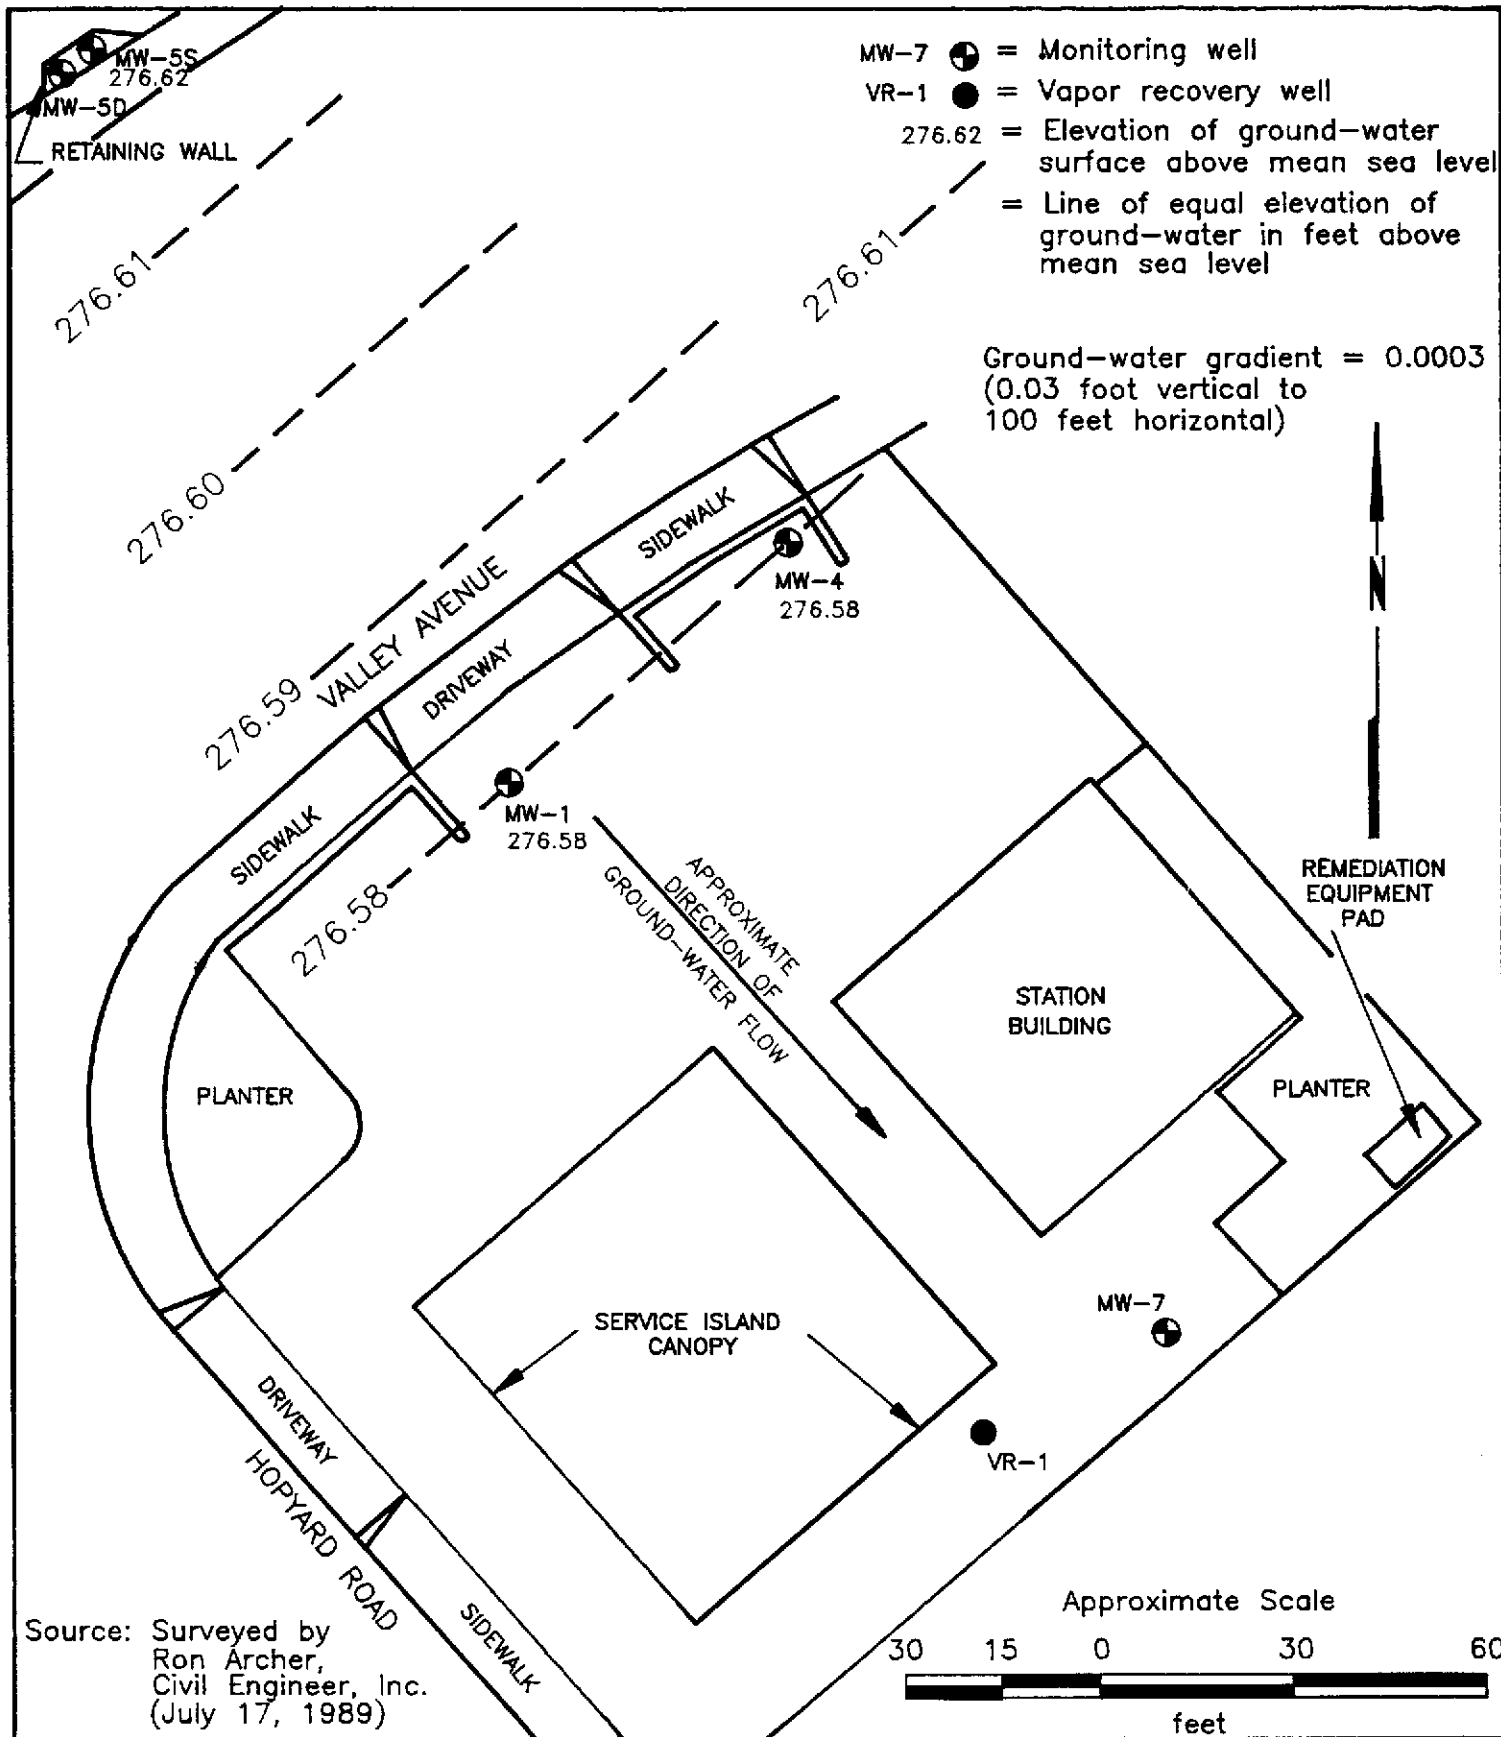 MW-5S
276.62
MW-5D
RETAINING WALL
MW-7 = Monitoring well
VR-1 = Vapor recovery well
276.62 = Elevation of ground-water
surface above mean sea level
276.61 = Line of equal elevation of
ground-water in feet above
mean sea level
Ground-water gradient = 0.0003
(0.03 foot vertical to
100 feet horizontal)
276.61
276.60
276.59
276.58
VALLEY AVENUE
SIDEWALK
DRIVEWAY
SIDEWALK
MW-4
276.58
MW-1
276.58
N
APPROXIMATE
DIRECTION OF
GROUND-WATER FLOW
REMEDIATION
EQUIPMENT
PAD
STATION
BUILDING
PLANTER
PLANTER
SERVICE ISLAND
CANOPY
MW-7
VR-1
DRIVEWAY
HOPYARD ROAD
SIDEWALK
Source: Surveyed by
Ron Archer,
Civil Engineer, Inc.
(July 17, 1989)
Approximate Scale
30 15 0 30 60
feet